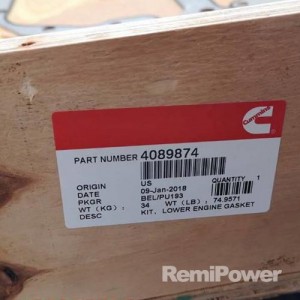 Cummins
PART NUMBER 4089874
ORIGIN US QUANTITY 1
DATE 09-Jan-2018
PKGR BEL/PU193
WT (KG): 34 WT (LB): 74.9571
DESC KIT, LOWER ENGINE GASKET
RemiPower